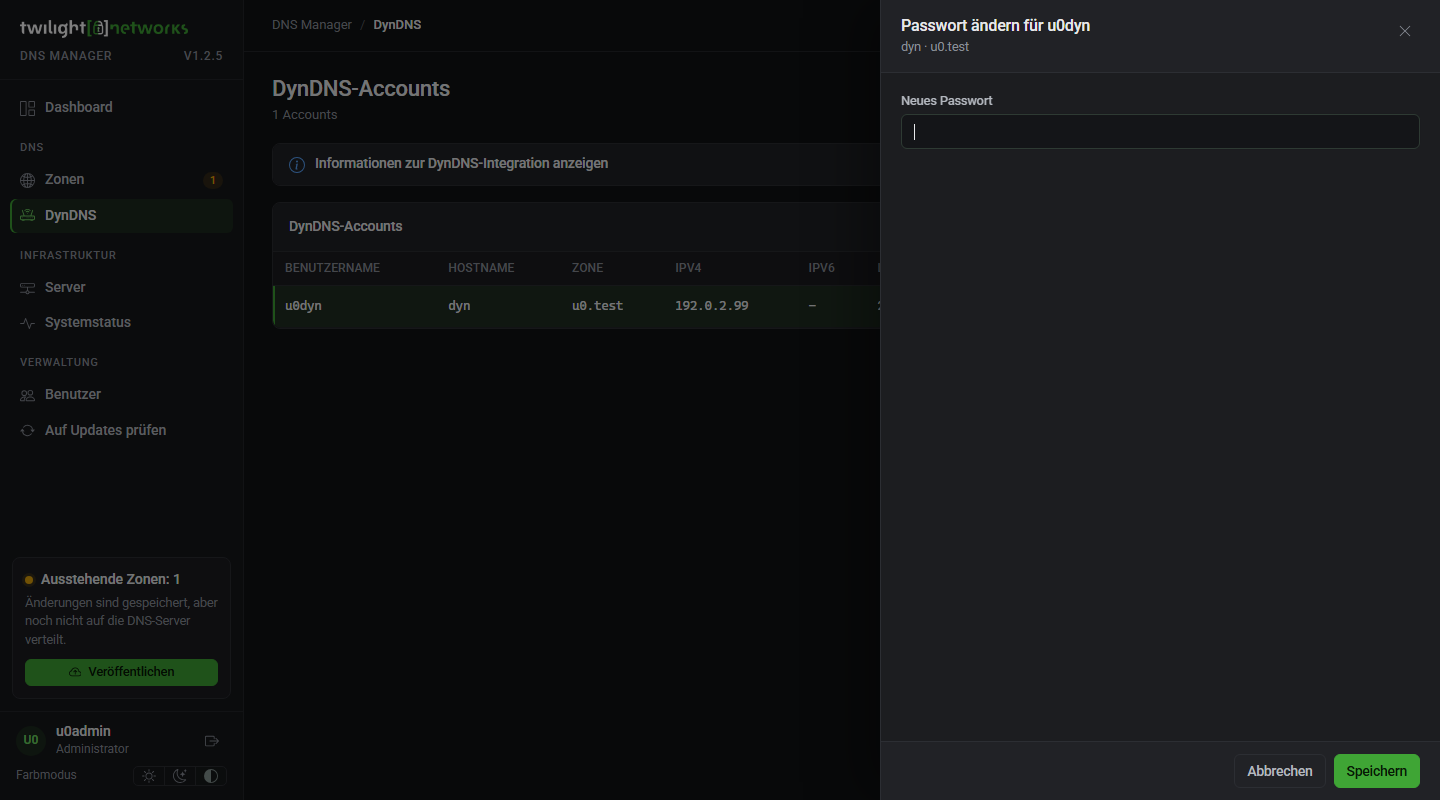 twilight[]networks
DNS MANAGER V1.2.5
Dashboard
DNS
Zonen 1
DynDNS
INFRASTRUKTUR
Server
Systemstatus
VERWALTUNG
Benutzer
Auf Updates prüfen
Ausstehende Zonen: 1
Änderungen sind gespeichert, aber
noch nicht auf die DNS-Server
verteilt.
Veröffentlichen
U0 u0admin
Administrator
Farbmodus
DNS Manager / DynDNS
DynDNS-Accounts
1 Accounts
Informationen zur DynDNS-Integration anzeigen
DynDNS-Accounts
BENUTZERNAME HOSTNAME ZONE IPV4 IPV6
u0dyn dyn u0.test 192.0.2.99 –
Passwort ändern für u0dyn
dyn · u0.test
Neues Passwort
Abbrechen Speichern